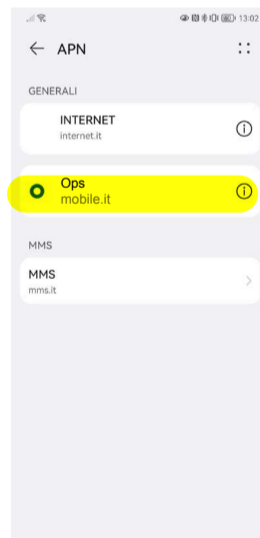 13:02
APN
GENERALI
INTERNET
internet.it
Ops
mobile.it
MMS
MMS
mms.it